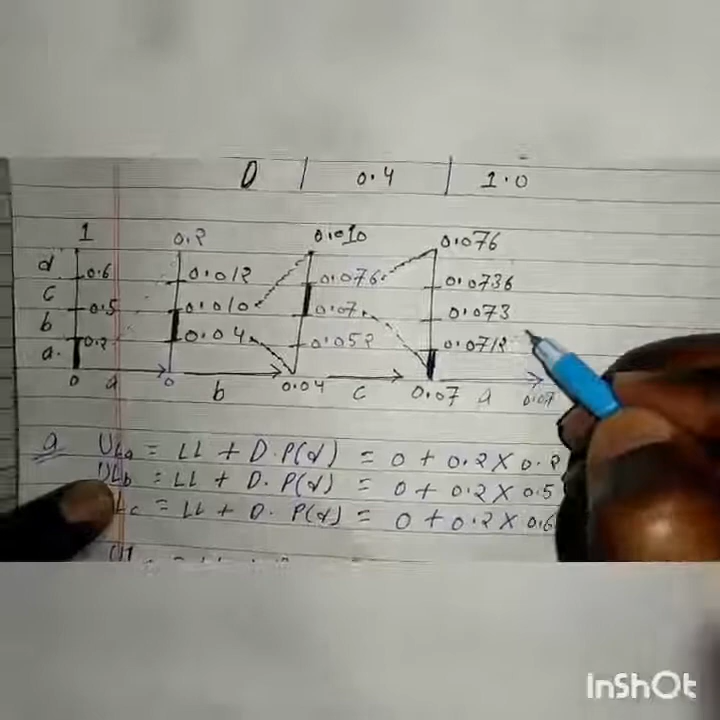 D | 0.4 | 1.0
1 0.2 0.010 0.076
d 0.6 0.012 0.076 0.0736
c 0.5 0.010 0.07 0.073
b 0.2 0.04 0.052 0.0712
a.
0 a 0 b 0.04 c 0.07 a 0.07
a ULa = LL + D.P(d) = 0 + 0.2 X 0.2
ULb = LL + D. P(d) = 0 + 0.2 X 0.5
Lc = LL + D. P(d) = 0 + 0.2 X 0.6
InShOt